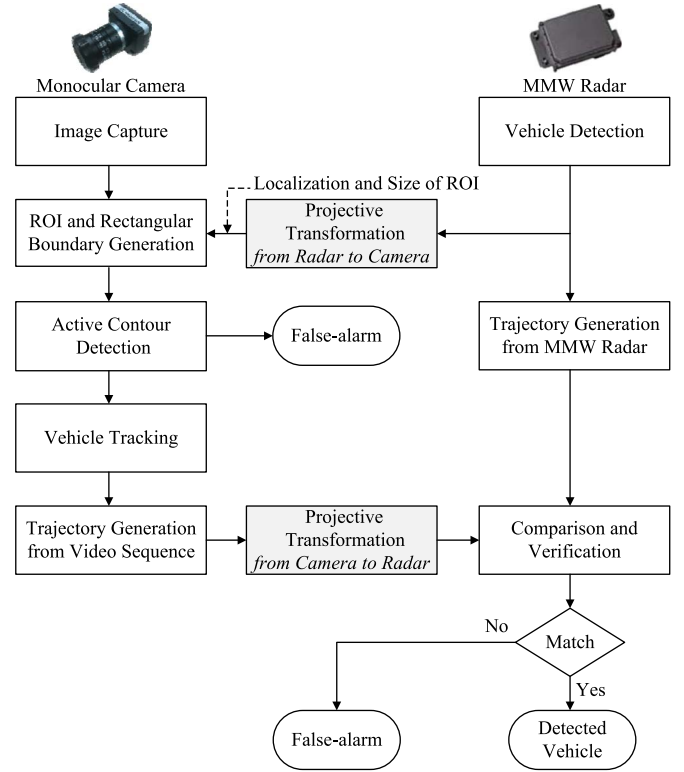 Monocular Camera
MMW Radar
Image Capture
Vehicle Detection
Localization and Size of ROI
ROI and Rectangular
Boundary Generation
Projective
Transformation
from Radar to Camera
Active Contour
Detection
False-alarm
Trajectory Generation
from MMW Radar
Vehicle Tracking
Trajectory Generation
from Video Sequence
Projective
Transformation
from Camera to Radar
Comparison and
Verification
No
Match
Yes
False-alarm
Detected
Vehicle